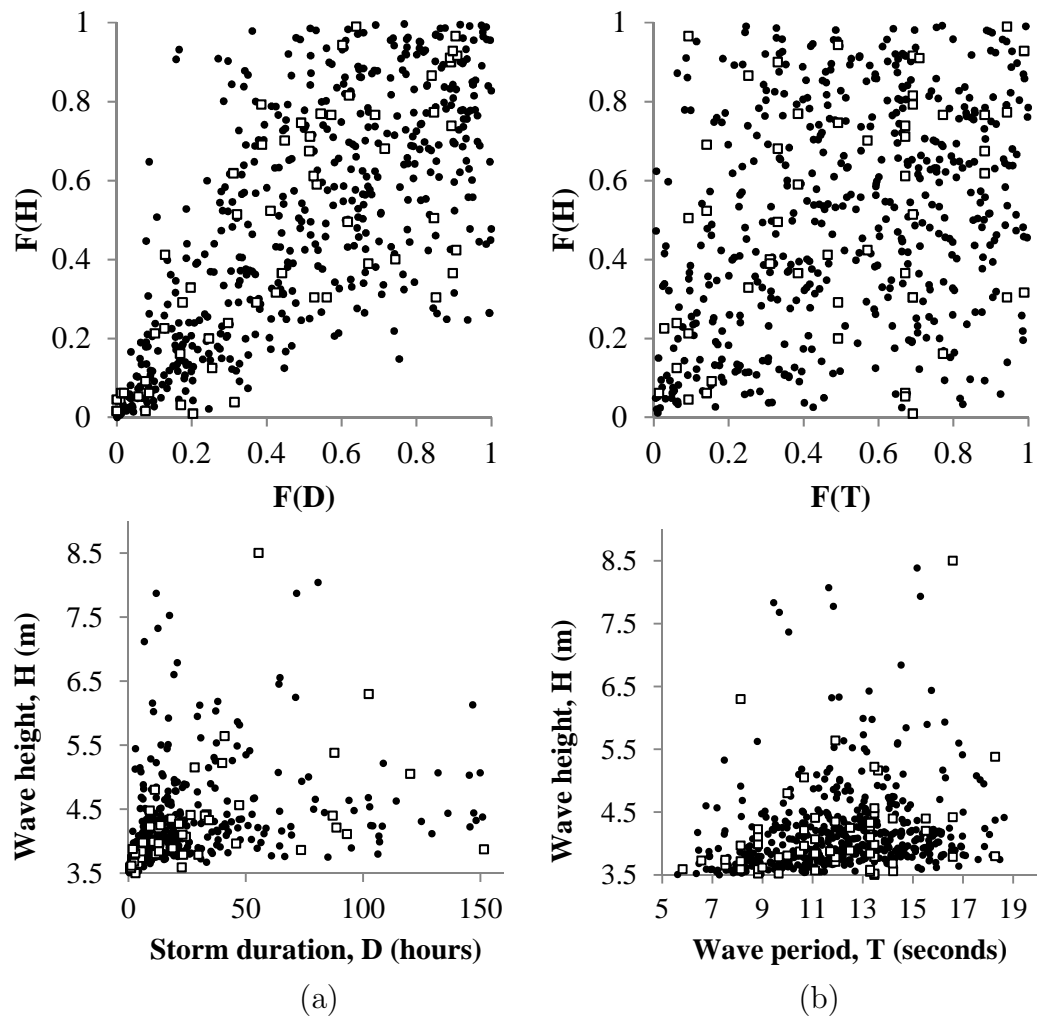 1
0.8
0.6
0.4
0.2
0
F(H)
0 0.2 0.4 0.6 0.8 1
F(D)
1
0.8
0.6
0.4
0.2
0
F(H)
0 0.2 0.4 0.6 0.8 1
F(T)
8.5
7.5
6.5
5.5
4.5
3.5
Wave height, H (m)
0 50 100 150
Storm duration, D (hours)
(a)
8.5
7.5
6.5
5.5
4.5
3.5
Wave height, H (m)
5 7 9 11 13 15 17 19
Wave period, T (seconds)
(b)